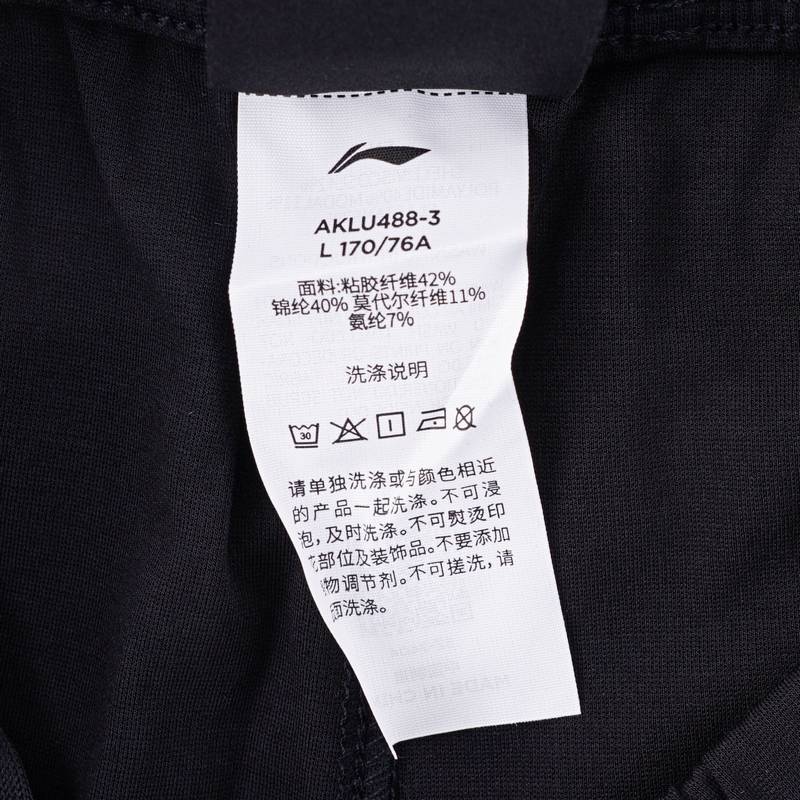 AKLU488-3
L 170/76A
面料:粘胶纤维42%
锦纶40% 莫代尔纤维11%
氨纶7%
洗涤说明
30
请单独洗涤或与颜色相近
的产品一起洗涤。不可浸
泡,及时洗涤。不可熨烫印
花部位及装饰品。不要添加
物调节剂。不可搓洗,请
面洗涤。
MADE IN CHI